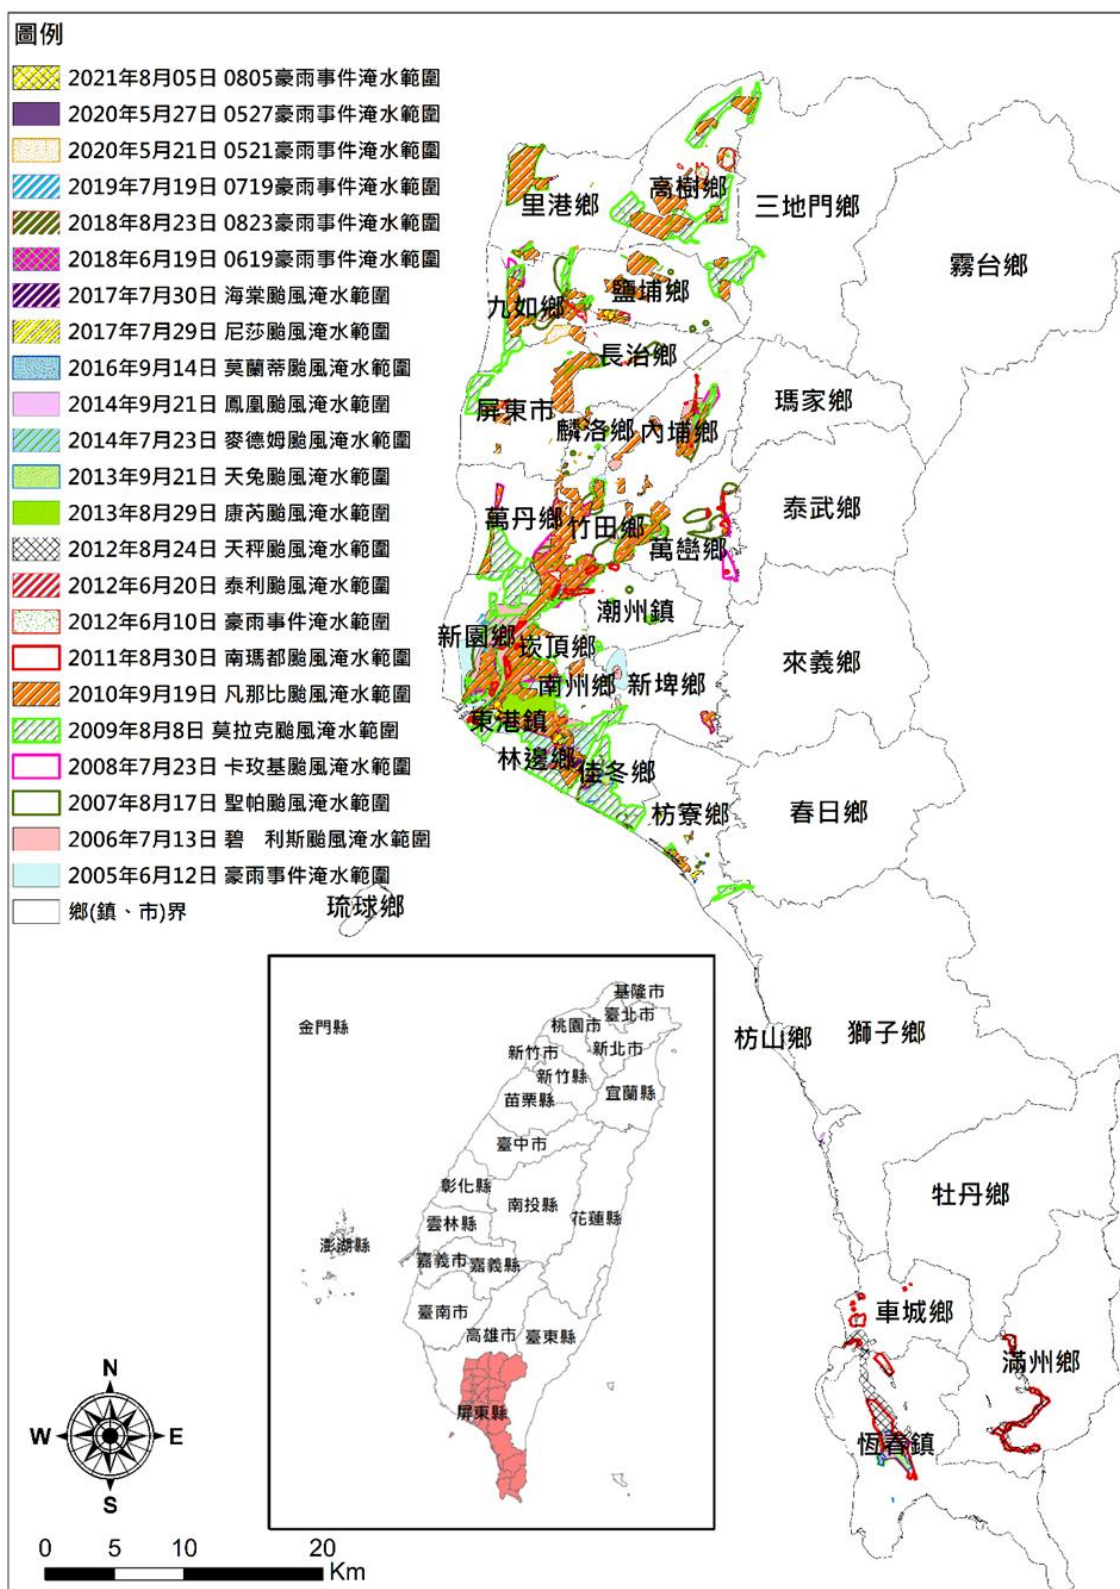 圖例
2021年8月05日 0805豪雨事件淹水範圍
2020年5月27日 0527豪雨事件淹水範圍
2020年5月21日 0521豪雨事件淹水範圍
2019年7月19日 0719豪雨事件淹水範圍
2018年8月23日 0823豪雨事件淹水範圍
2018年6月19日 0619豪雨事件淹水範圍
2017年7月30日 海棠颱風淹水範圍
2017年7月29日 尼莎颱風淹水範圍
2016年9月14日 莫蘭蒂颱風淹水範圍
2014年9月21日 鳳凰颱風淹水範圍
2014年7月23日 麥德姆颱風淹水範圍
2013年9月21日 天兔颱風淹水範圍
2013年8月29日 康芮颱風淹水範圍
2012年8月24日 天秤颱風淹水範圍
2012年6月20日 泰利颱風淹水範圍
2012年6月10日 豪雨事件淹水範圍
2011年8月30日 南瑪都颱風淹水範圍
2010年9月19日 凡那比颱風淹水範圍
2009年8月8日 莫拉克颱風淹水範圍
2008年7月23日 卡玫基颱風淹水範圍
2007年8月17日 聖帕颱風淹水範圍
2006年7月13日 碧　利斯颱風淹水範圍
2005年6月12日 豪雨事件淹水範圍
鄉(鎮、市)界
高樹鄉
里港鄉
三地門鄉
霧台鄉
鹽埔鄉
九如鄉
長治鄉
屏東市
瑪家鄉
麟洛鄉
內埔鄉
泰武鄉
萬丹鄉
竹田鄉
萬巒鄉
潮州鎮
新園鄉
崁頂鄉
來義鄉
南州鄉
新埤鄉
東港鎮
林邊鄉
佳冬鄉
枋寮鄉
春日鄉
琉球鄉
枋山鄉
獅子鄉
牡丹鄉
車城鄉
滿州鄉
恆春鎮
基隆市
臺北市
桃園市
金門縣
新北市
新竹市
新竹縣
宜蘭縣
苗栗縣
臺中市
彰化縣
南投縣
花蓮縣
雲林縣
澎湖縣
嘉義市
嘉義縣
臺南市
高雄市
臺東縣
屏東縣
N
W
E
S
0
5
10
20
Km